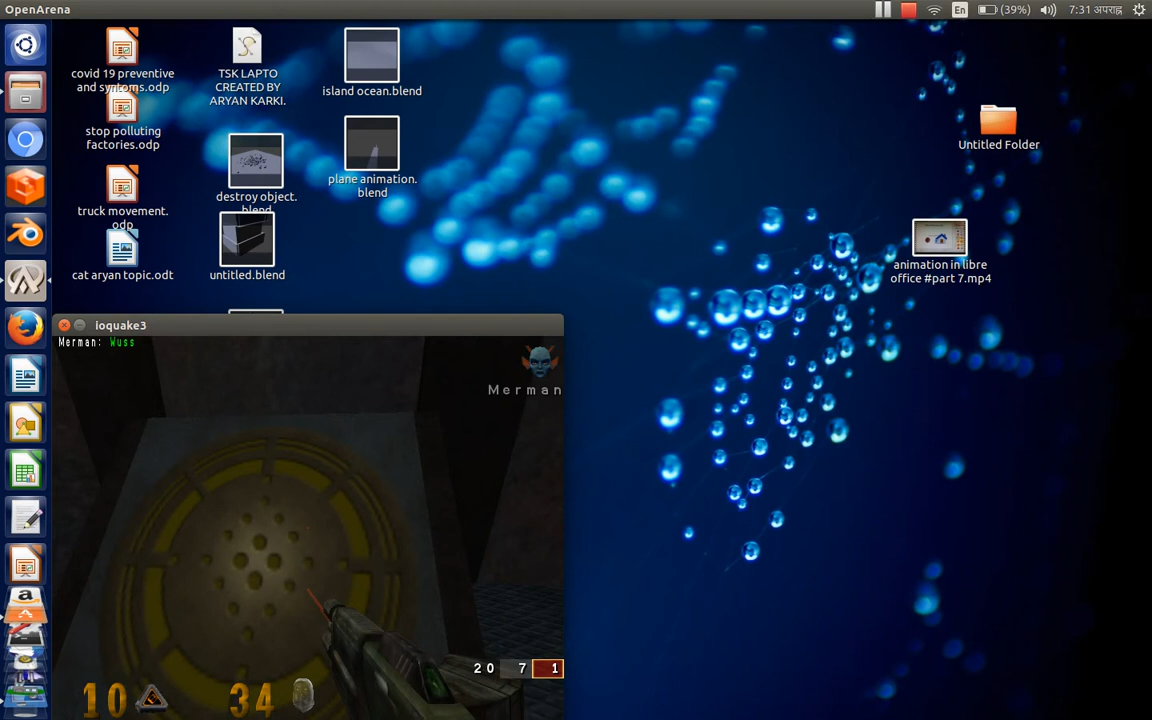 OpenArena
En
(39%)
7:31 अपराह्न
covid 19 preventive
and symtoms.odp
stop polluting
factories.odp
truck movement.
odp
cat aryan topic.odt
TSK LAPTO
CREATED BY
ARYAN KARKI.
destroy object.
blend
untitled.blend
island ocean.blend
plane animation.
blend
Untitled Folder
animation in libre
office #part 7.mp4
ioquake3
Merman: Wuss
Merman
20 7 1
10 34